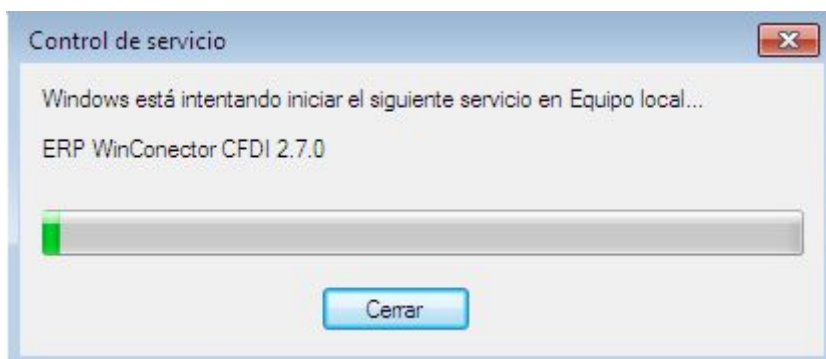 Control de servicio
Windows está intentando iniciar el siguiente servicio en Equipo local...
ERP WinConector CFDI 2.7.0
Cerrar